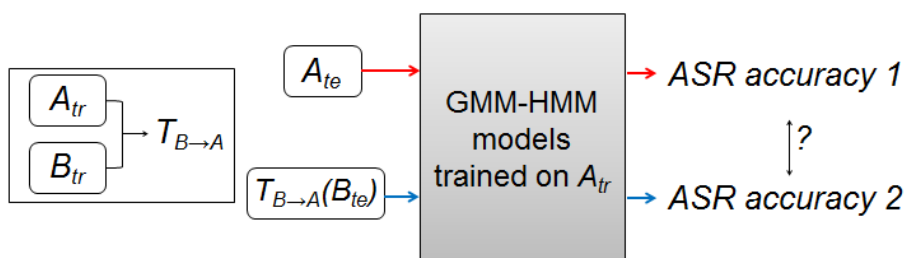 A_tr
B_tr
T_B→A
A_te
T_B→A(B_te)
GMM-HMM
models
trained on A_tr
ASR accuracy 1
?
ASR accuracy 2